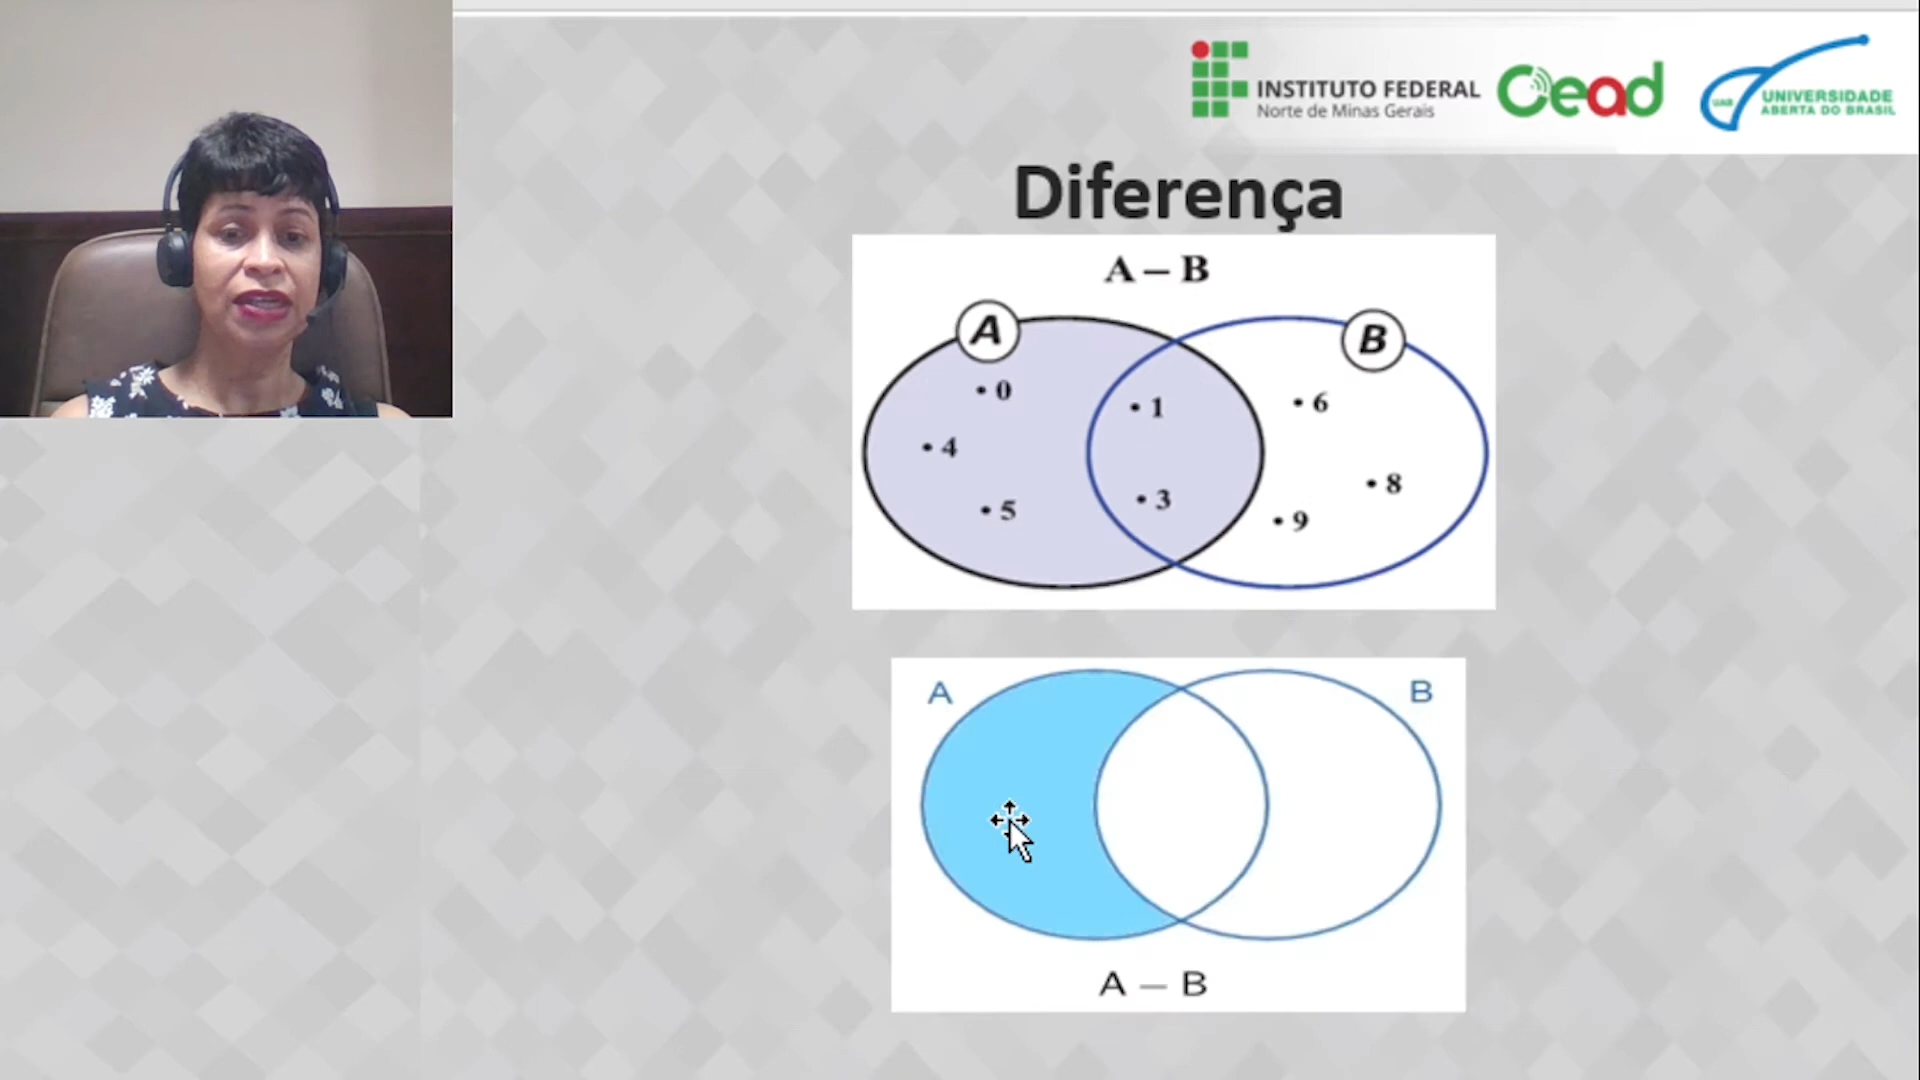 INSTITUTO FEDERAL
Norte de Minas Gerais
Cead
UAB
UNIVERSIDADE
ABERTA DO BRASIL
Diferença
A – B
A
B
• 0
• 1
• 6
• 4
• 8
• 3
• 5
• 9
A
B
A – B